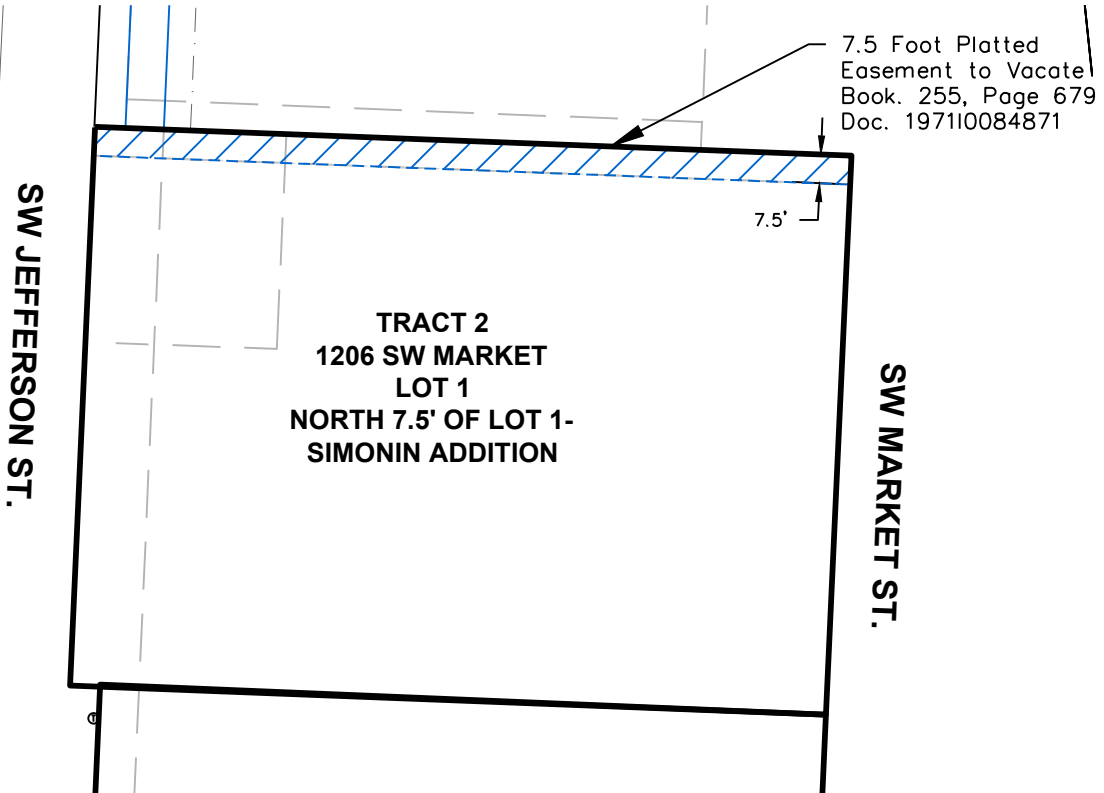 7.5 Foot Platted
Easement to Vacate
Book. 255, Page 679
Doc. 1971I0084871
7.5'
SW JEFFERSON ST.
TRACT 2
1206 SW MARKET
LOT 1
NORTH 7.5' OF LOT 1-
SIMONIN ADDITION
SW MARKET ST.
T